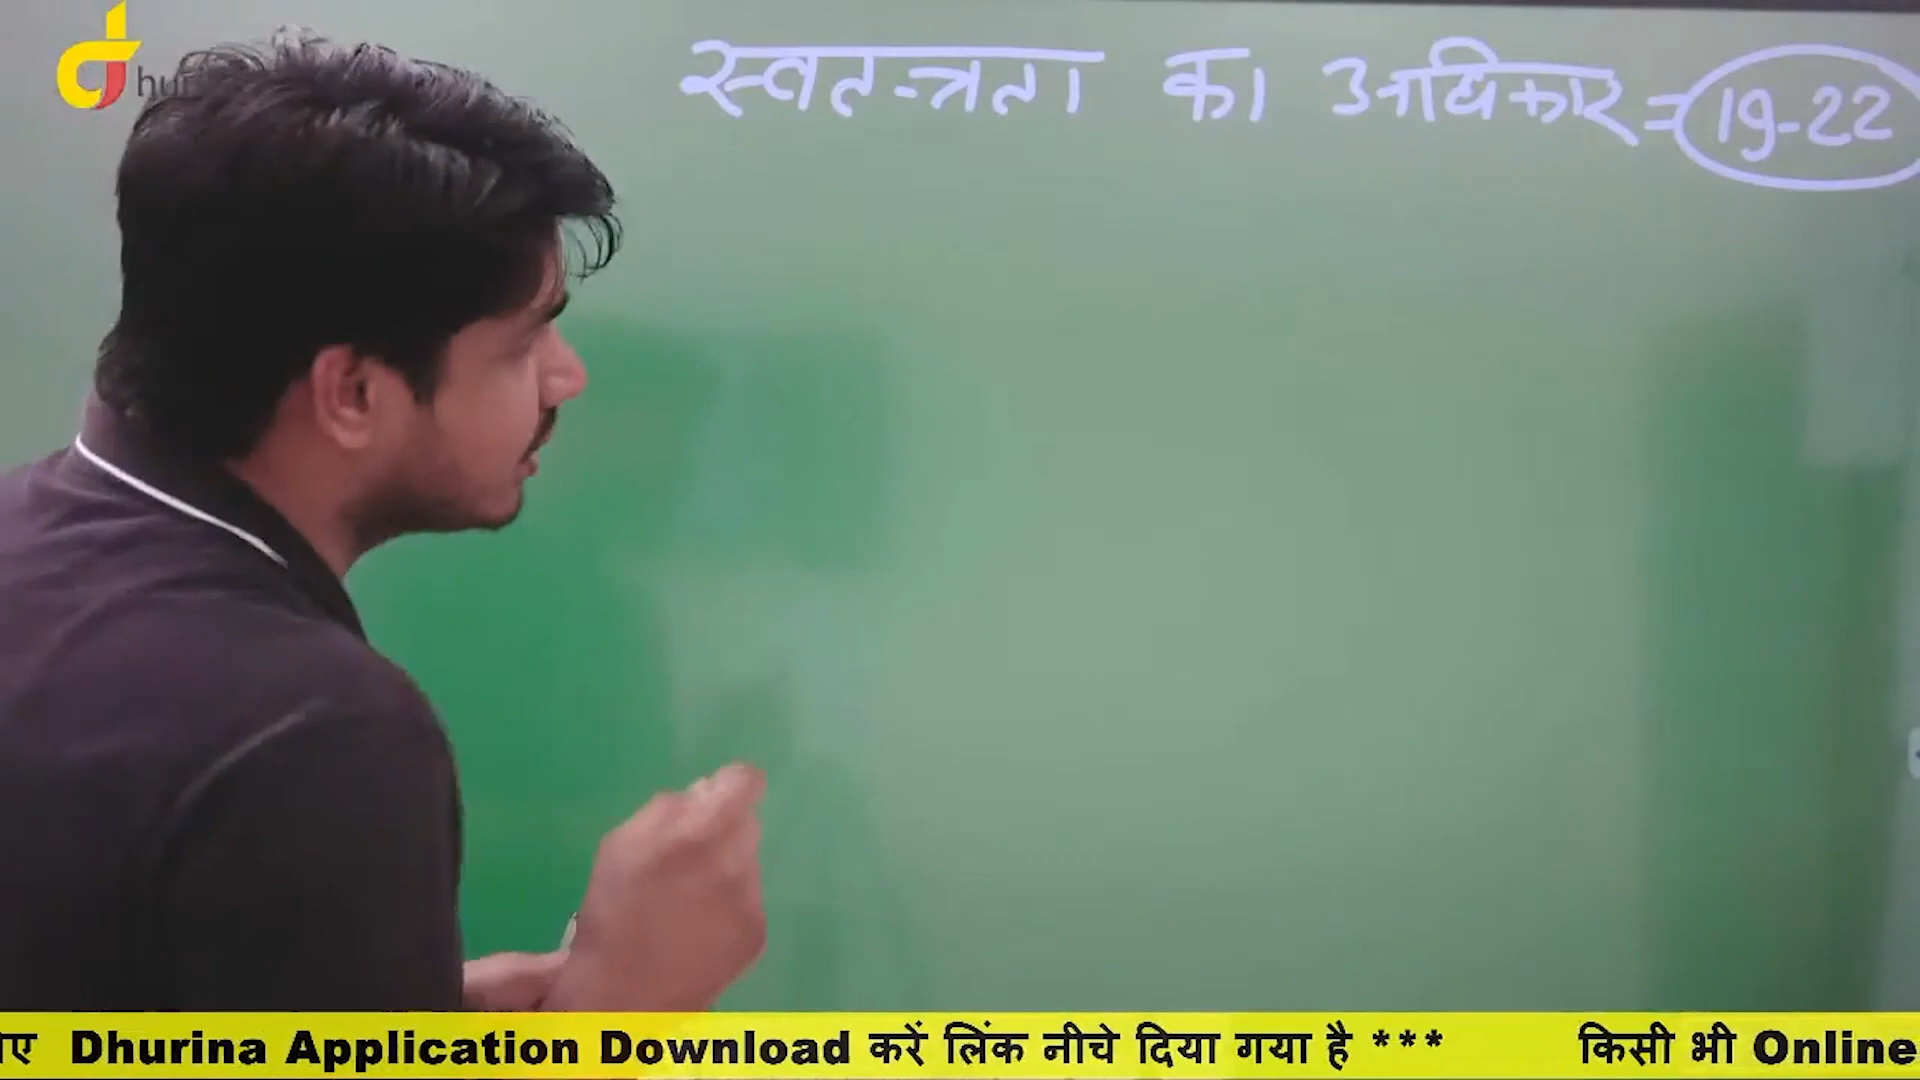 स्वतन्त्रता का अधिकार = 19-22
Dhurina Application Download करें लिंक नीचे दिया गया है *** किसी भी Online